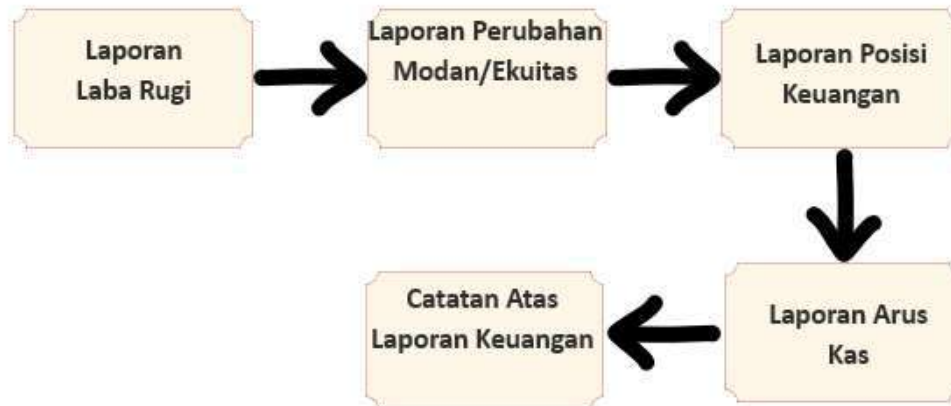 Laporan
Laba Rugi
Laporan Perubahan
Modan/Ekuitas
Laporan Posisi
Keuangan
Laporan Arus
Kas
Catatan Atas
Laporan Keuangan